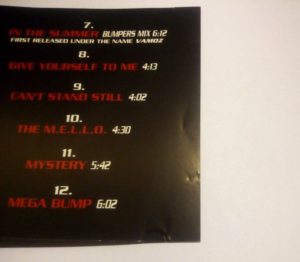 7.
IN THE SUMMER BUMPERS MIX 6:12
FIRST RELEASED UNDER THE NAME VAMOZ
8.
GIVE YOURSELF TO ME 4:13
9.
CAN'T STAND STILL 4:02
10.
THE M.E.L.L.O. 4:30
11.
MYSTERY 5:42
12.
MEGA BUMP 6:02